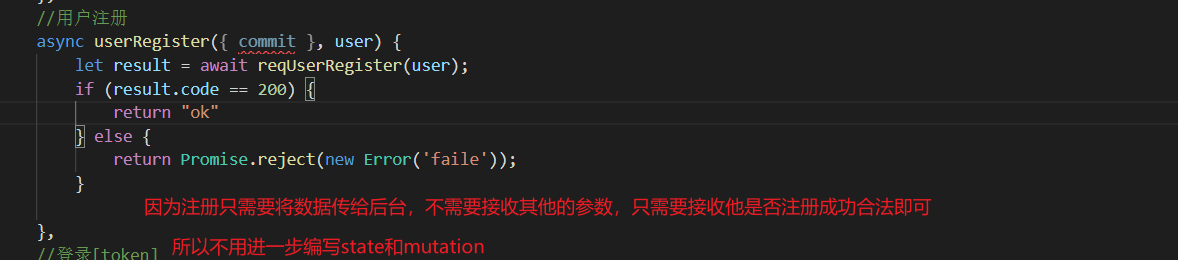 //用户注册
async userRegister({ commit }, user) {
let result = await reqUserRegister(user);
if (result.code == 200) {
return "ok"
} else {
return Promise.reject(new Error('faile'));
}
因为注册只需要将数据传给后台，不需要接收其他的参数，只需要接收他是否注册成功合法即可
},
所以不用进一步编写state和mutation
//登录[token]